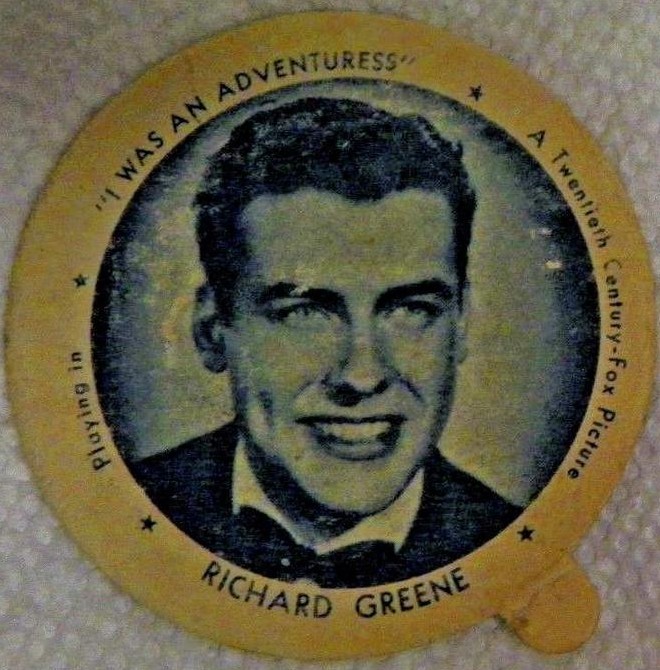 RICHARD GREENE
Playing in
"I WAS AN ADVENTURESS"
A Twentieth Century-Fox Picture